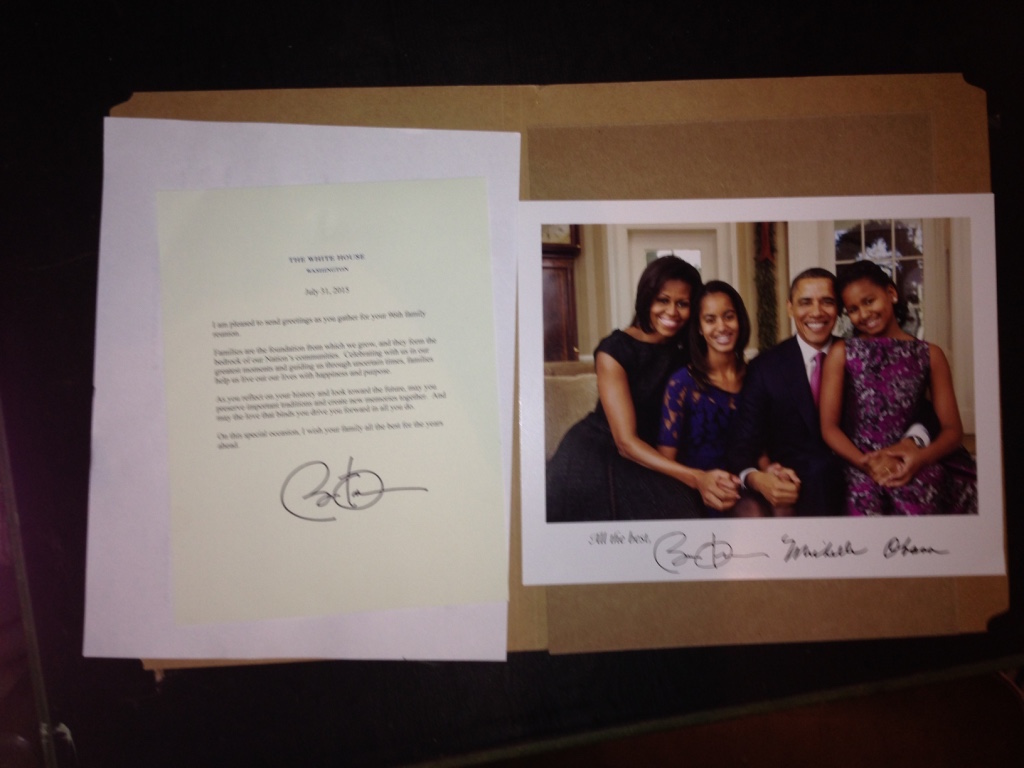 THE WHITE HOUSE
WASHINGTON
July 31, 2015
I am pleased to send greetings as you gather for your 96th family
reunion.
Families are the foundation from which we grow, and they form the
bedrock of our Nation's communities. Celebrating with us in our
greatest moments and guiding us through uncertain times, families
help us live out our lives with happiness and purpose.
As you reflect on your history and look toward the future, may you
preserve important traditions and create new memories together. And
may the love that binds you drive you forward in all you do.
On this special occasion, I wish your family all the best for the years
ahead.
All the best,
Michelle Obama